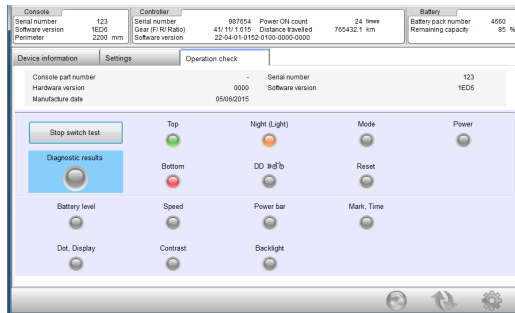 Console Controller Battery
Serial number 123 Serial number 987654 Power ON count 24 times Battery pack number 4660
Software version 1ED6 Gear (F/ R/ Ratio) 41/ 11/ 1.615 Distance travelled 765432.1 km Remaining capacity 85 %
Perimeter 2200 mm Software version 22-04-01-0152-0100-0000-0000
Device information Settings Operation check
Console part number - Serial number 123
Hardware version 0000 Software version 1ED6
Manufacture date 05/06/2015
Stop switch test Top Night (Light) Mode Power
Diagnostic results Bottom DD Reset
Battery level Speed Power bar Mark, Time
Dot, Display Contrast Backlight